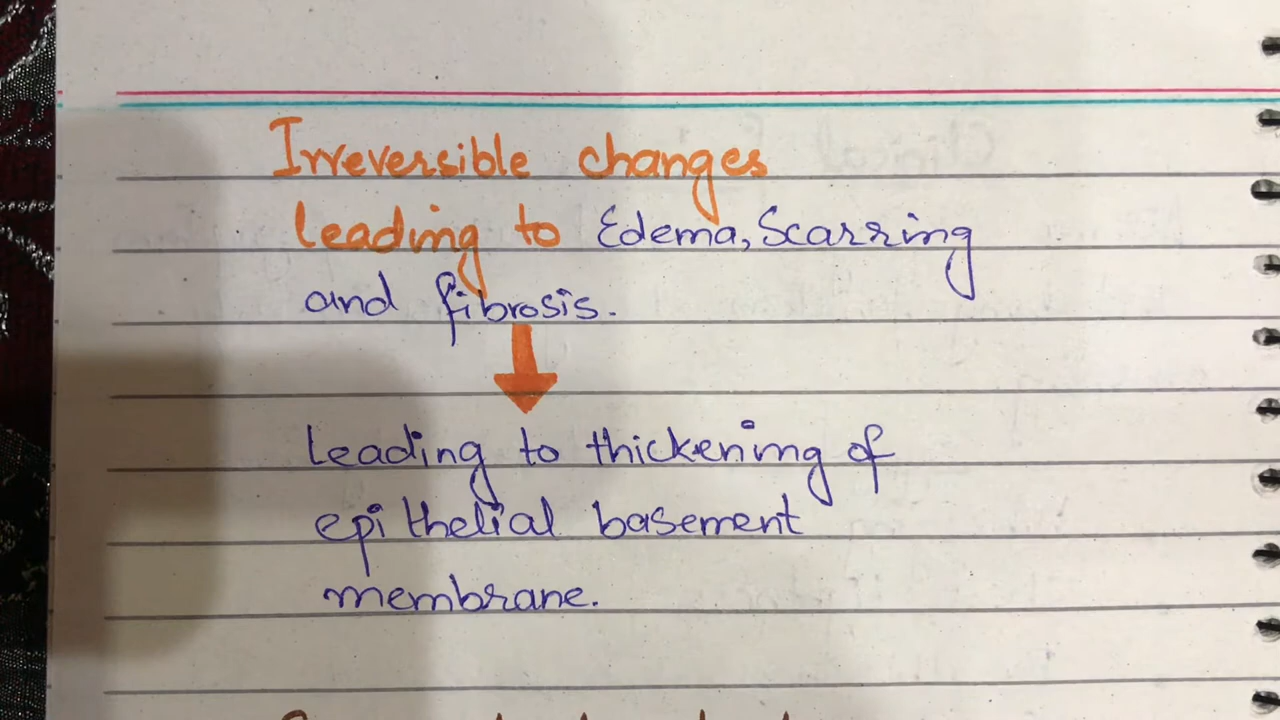 Irreversible changes
leading to Edema, Scarring
and fibrosis.
Leading to thickening of
epithelial basement
membrane.